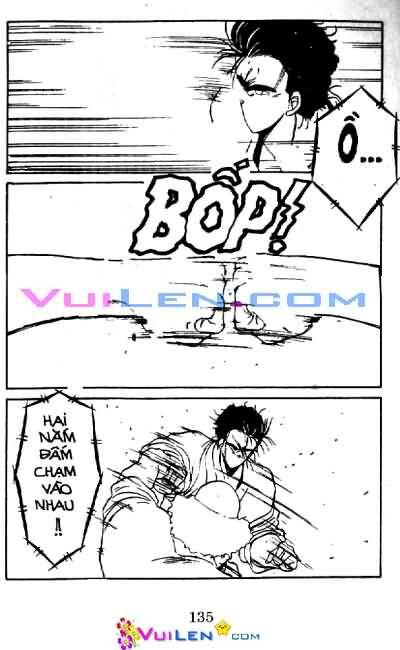 Ồ...
BỐP!
VUILEN.COM
HAI
NẮM
ĐẤM
CHẠM
VÀO
NHAU
!!
135
VUILEN.COM